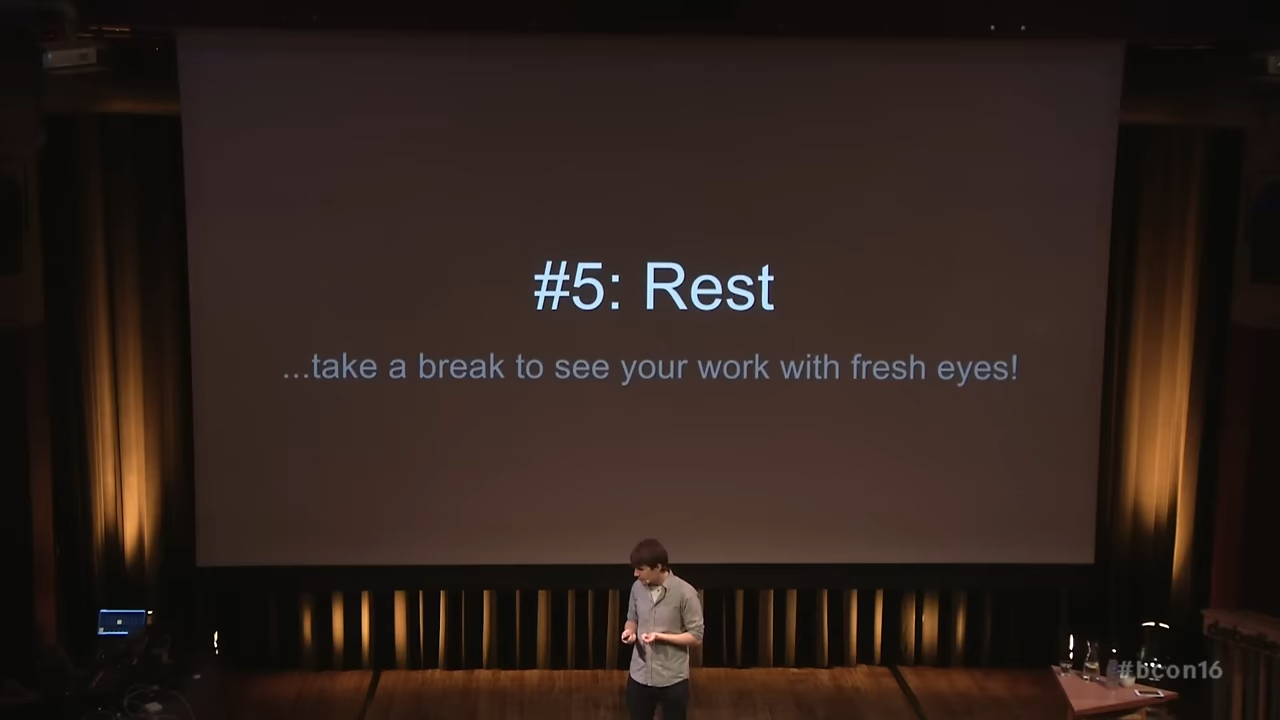 #5: Rest
...take a break to see your work with fresh eyes!
#bcon16